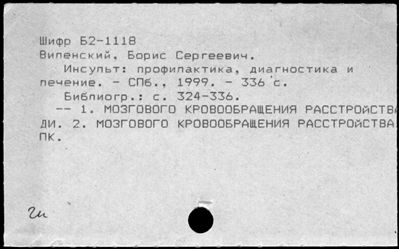 Шифр Б2-1118
Виленский, Борис Сергеевич.
Инсульт: профилактика, диагностика и
лечение. - СПб., 1999. - 336 с.
Библиогр.: с. 324-336.
-- 1. МОЗГОВОГО КРОВООБРАЩЕНИЯ РАССТРОЙСТВА
ДИ. 2. МОЗГОВОГО КРОВООБРАЩЕНИЯ РАССТРОЙСТВА
ПК.